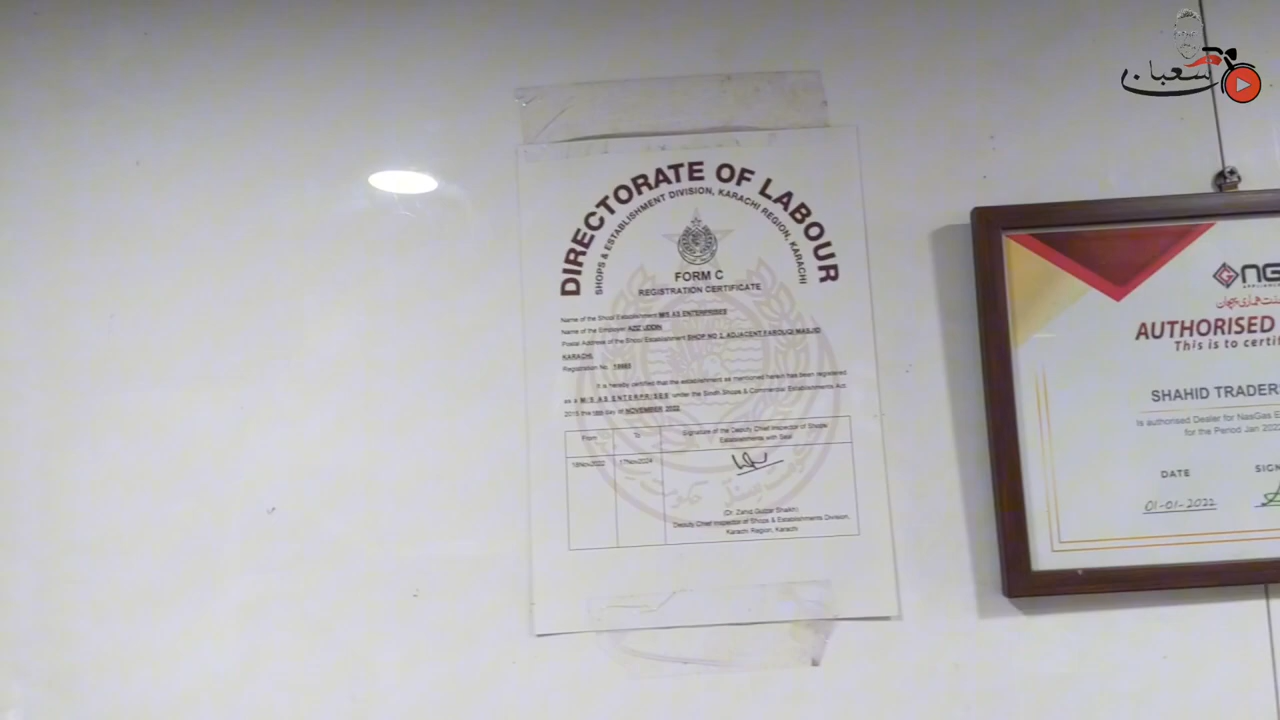 شعبان
DIRECTORATE OF LABOUR
SHOPS & ESTABLISHMENT DIVISION, KARACHI REGION, KARACHI
FORM C
REGISTRATION CERTIFICATE
Name of the Shop/ Establishment M/S AS ENTERPRISES
Name of the Employer AZIZ UDDIN
Postal Address of the Shop/ Establishment SHOP NO 2, ADJACENT FAROUQI MASJID
KARACHI.
Registration No.
It is hereby certified that the establishment as mentioned herein has been registered
as a M/S AS ENTERPRISES under the Sindh Shops & Commercial Establishments Act
2015 this day of NOVEMBER 2022
From To Signature of the Deputy Chief Inspector of Shops
Establishments with Seal
18Nov2022 17Nov2024
(Dr. Zahid Gulzar Shaikh)
Deputy Chief Inspector of Shops & Establishments Division,
Karachi Region, Karachi
AUTHORISED
This is to certif
SHAHID TRADER
is authorised Dealer for NasGas
for the Period Jan 2022
DATE SIGN
01-01-2022